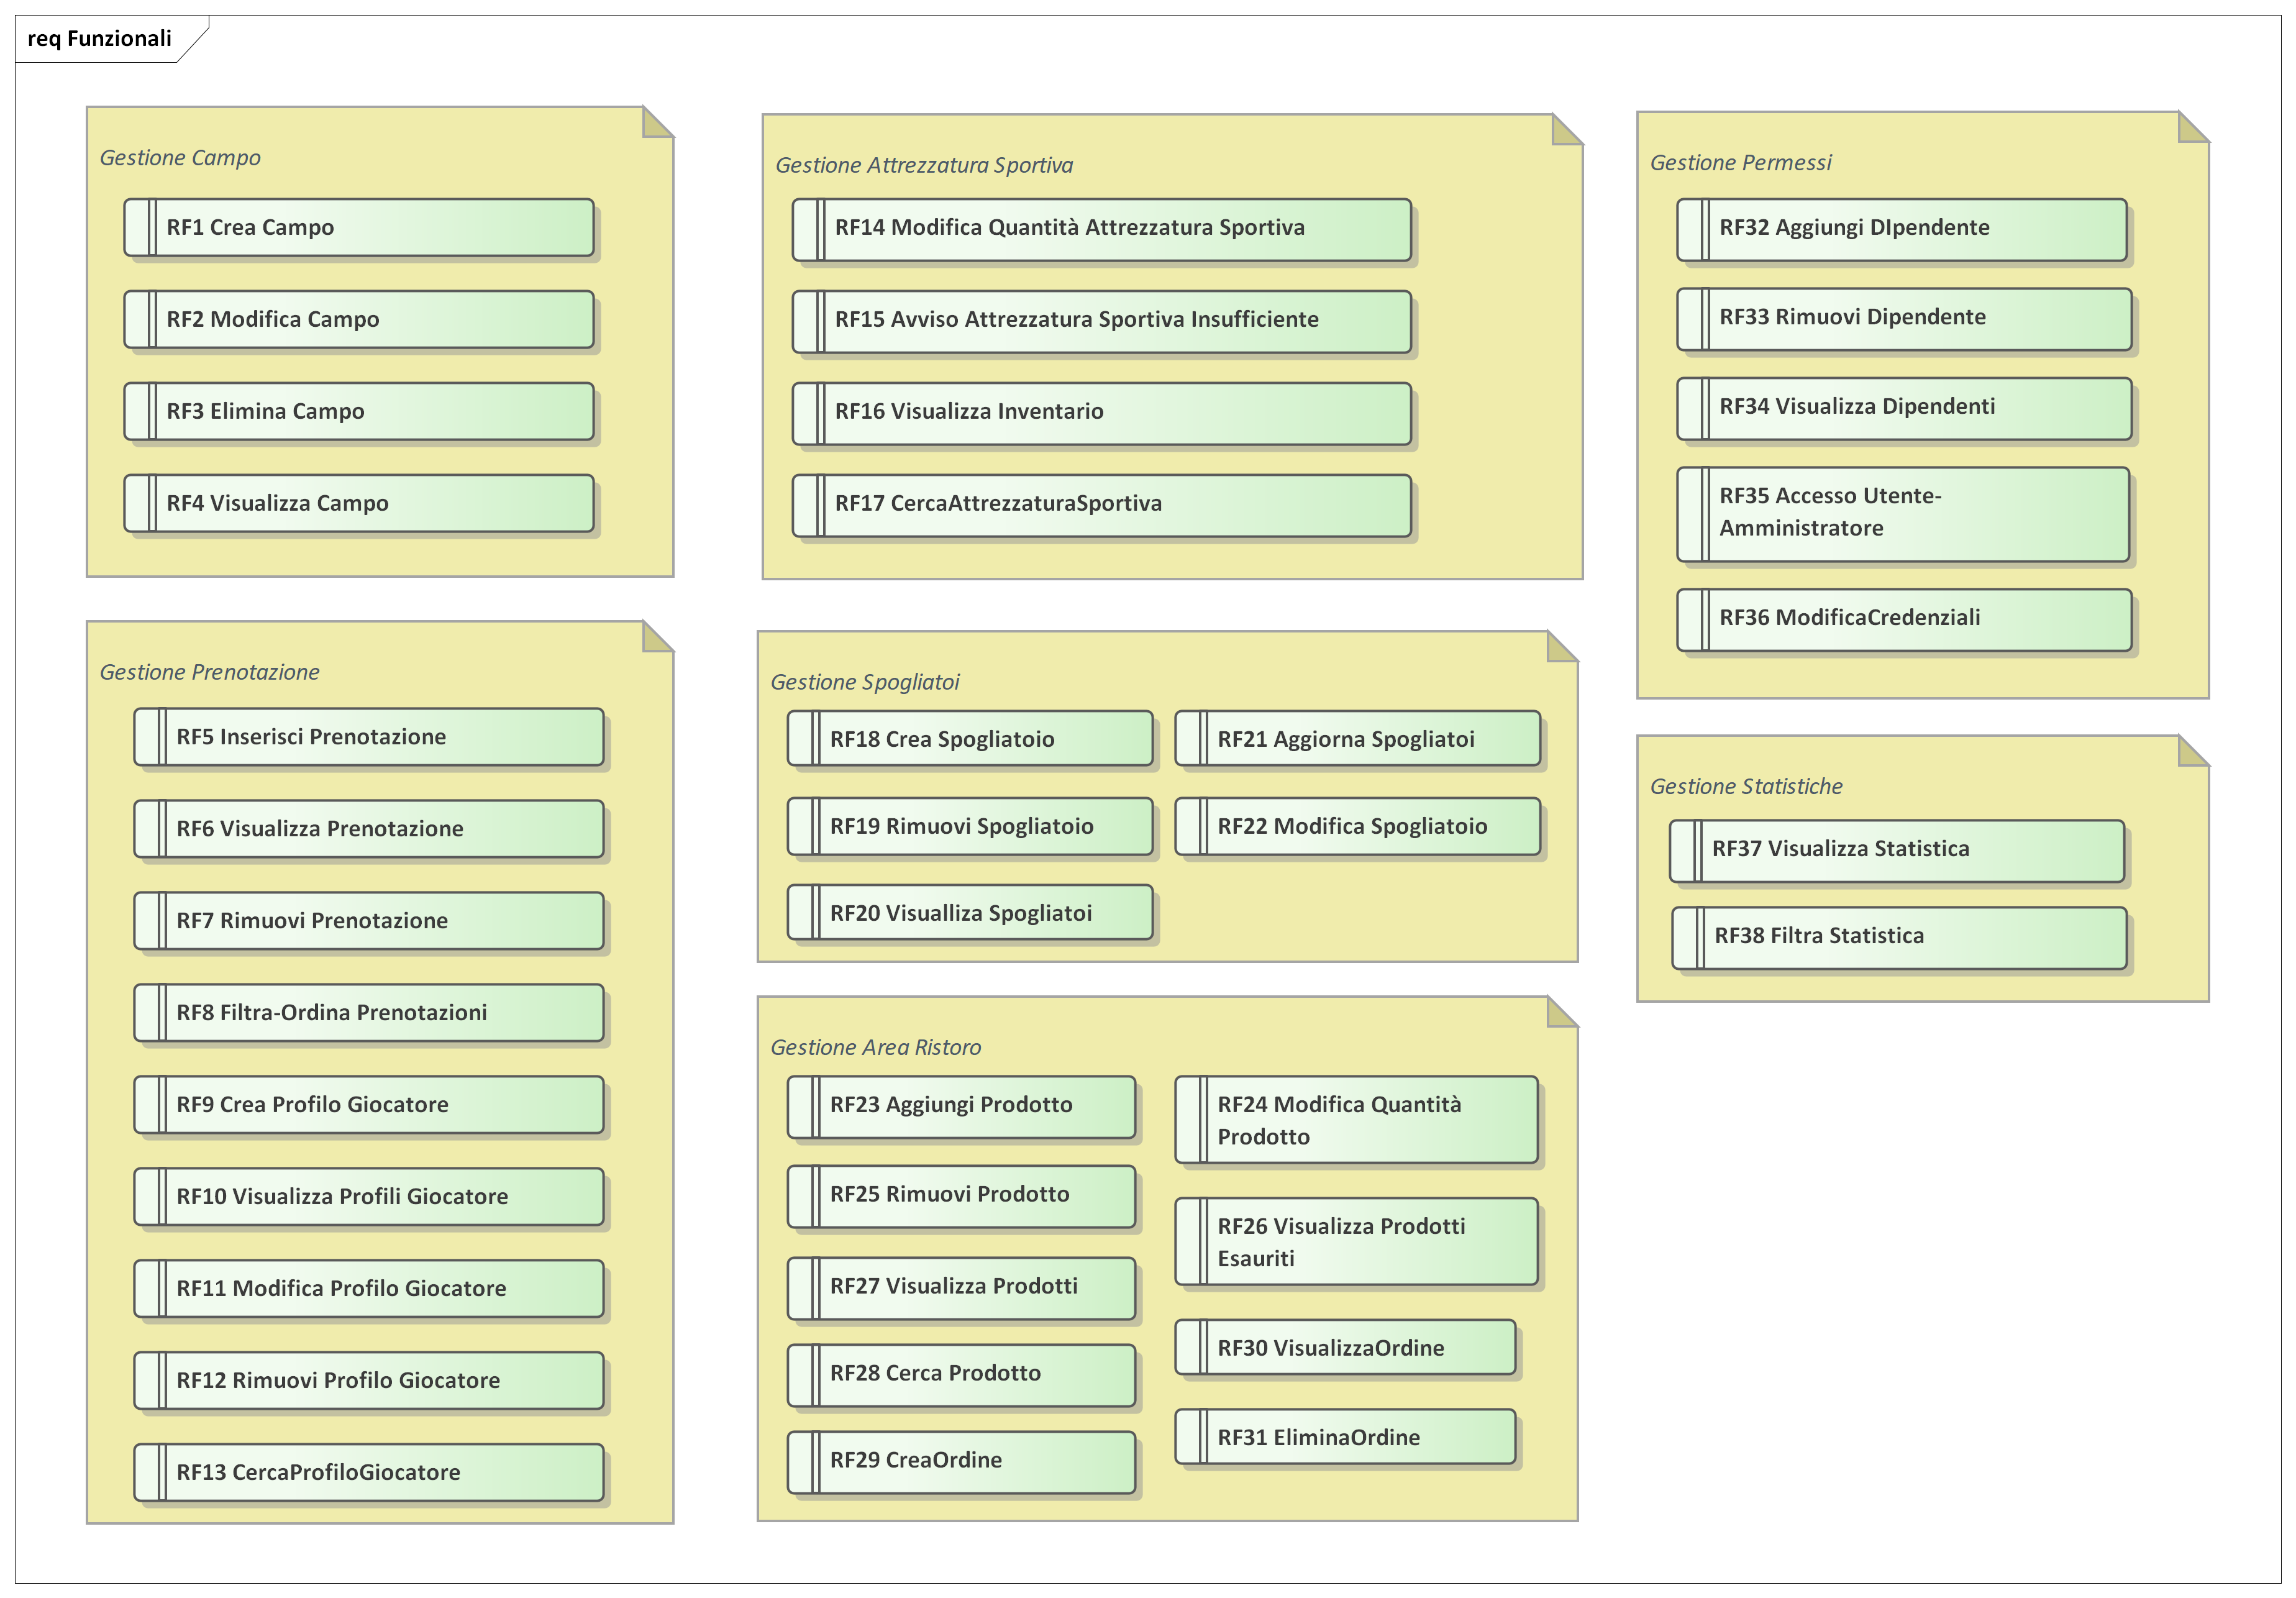 req Funzionali
Gestione Campo
RF1 Crea Campo
RF2 Modifica Campo
RF3 Elimina Campo
RF4 Visualizza Campo
Gestione Prenotazione
RF5 Inserisci Prenotazione
RF6 Visualizza Prenotazione
RF7 Rimuovi Prenotazione
RF8 Filtra-Ordina Prenotazioni
RF9 Crea Profilo Giocatore
RF10 Visualizza Profili Giocatore
RF11 Modifica Profilo Giocatore
RF12 Rimuovi Profilo Giocatore
RF13 CercaProfiloGiocatore
Gestione Attrezzatura Sportiva
RF14 Modifica Quantità Attrezzatura Sportiva
RF15 Avviso Attrezzatura Sportiva Insufficiente
RF16 Visualizza Inventario
RF17 CercaAttrezzaturaSportiva
Gestione Spogliatoi
RF18 Crea Spogliatoio
RF21 Aggiorna Spogliatoi
RF19 Rimuovi Spogliatoio
RF22 Modifica Spogliatoio
RF20 Visualliza Spogliatoi
Gestione Area Ristoro
RF23 Aggiungi Prodotto
RF24 Modifica Quantità
Prodotto
RF25 Rimuovi Prodotto
RF26 Visualizza Prodotti
Esauriti
RF27 Visualizza Prodotti
RF30 VisualizzaOrdine
RF28 Cerca Prodotto
RF31 EliminaOrdine
RF29 CreaOrdine
Gestione Permessi
RF32 Aggiungi DIpendente
RF33 Rimuovi Dipendente
RF34 Visualizza Dipendenti
RF35 Accesso Utente-
Amministratore
RF36 ModificaCredenziali
Gestione Statistiche
RF37 Visualizza Statistica
RF38 Filtra Statistica